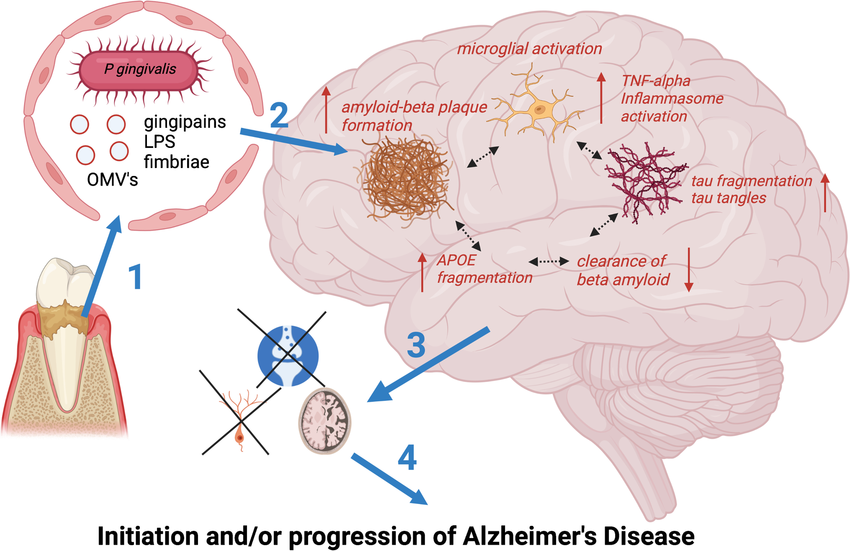 P gingivalis
gingipains
LPS
fimbriae
OMV's
1
2
microglial activation
amyloid-beta plaque
formation
TNF-alpha
Inflammasome
activation
tau fragmentation
tau tangles
APOE
fragmentation
clearance of
beta amyloid
3
4
Initiation and/or progression of Alzheimer's Disease